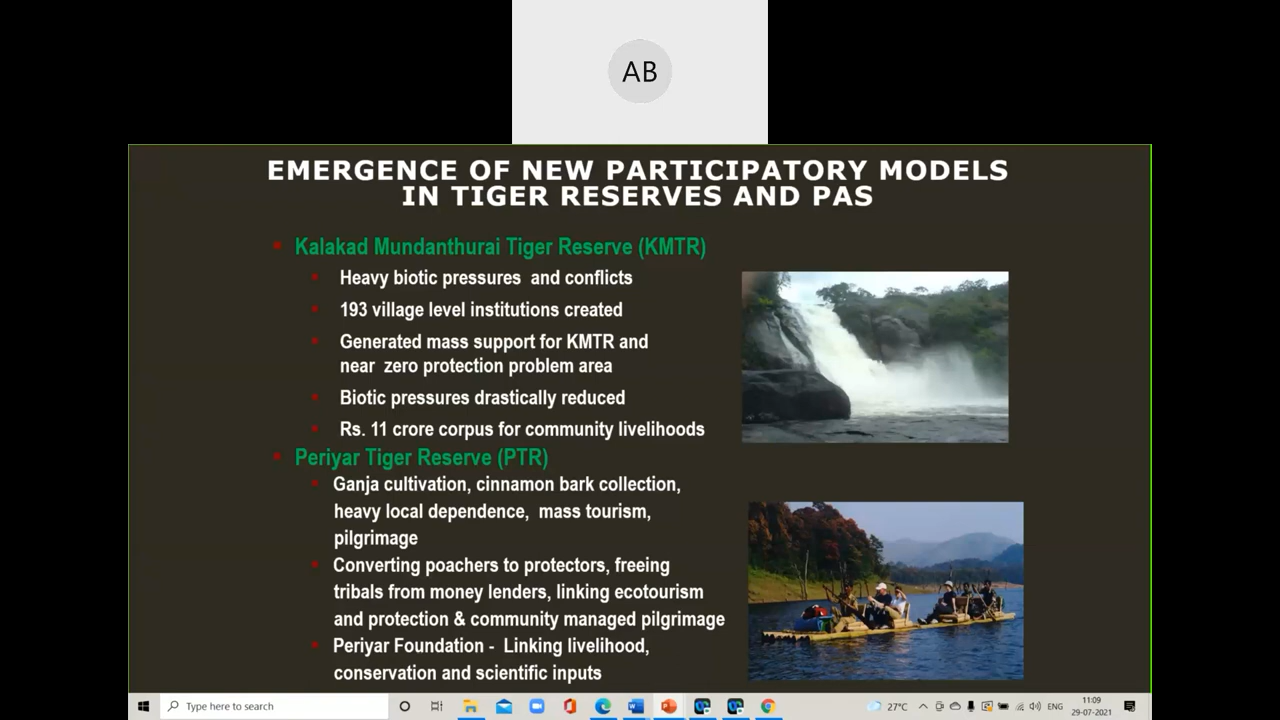 AB
EMERGENCE OF NEW PARTICIPATORY MODELS
IN TIGER RESERVES AND PAS
Kalakad Mundanthurai Tiger Reserve (KMTR)
Heavy biotic pressures and conflicts
193 village level institutions created
Generated mass support for KMTR and
near zero protection problem area
Biotic pressures drastically reduced
Rs. 11 crore corpus for community livelihoods
Periyar Tiger Reserve (PTR)
Ganja cultivation, cinnamon bark collection,
heavy local dependence, mass tourism,
pilgrimage
Converting poachers to protectors, freeing
tribals from money lenders, linking ecotourism
and protection & community managed pilgrimage
Periyar Foundation - Linking livelihood,
conservation and scientific inputs
Type here to search
27°C
ENG
11:09
29-07-2021